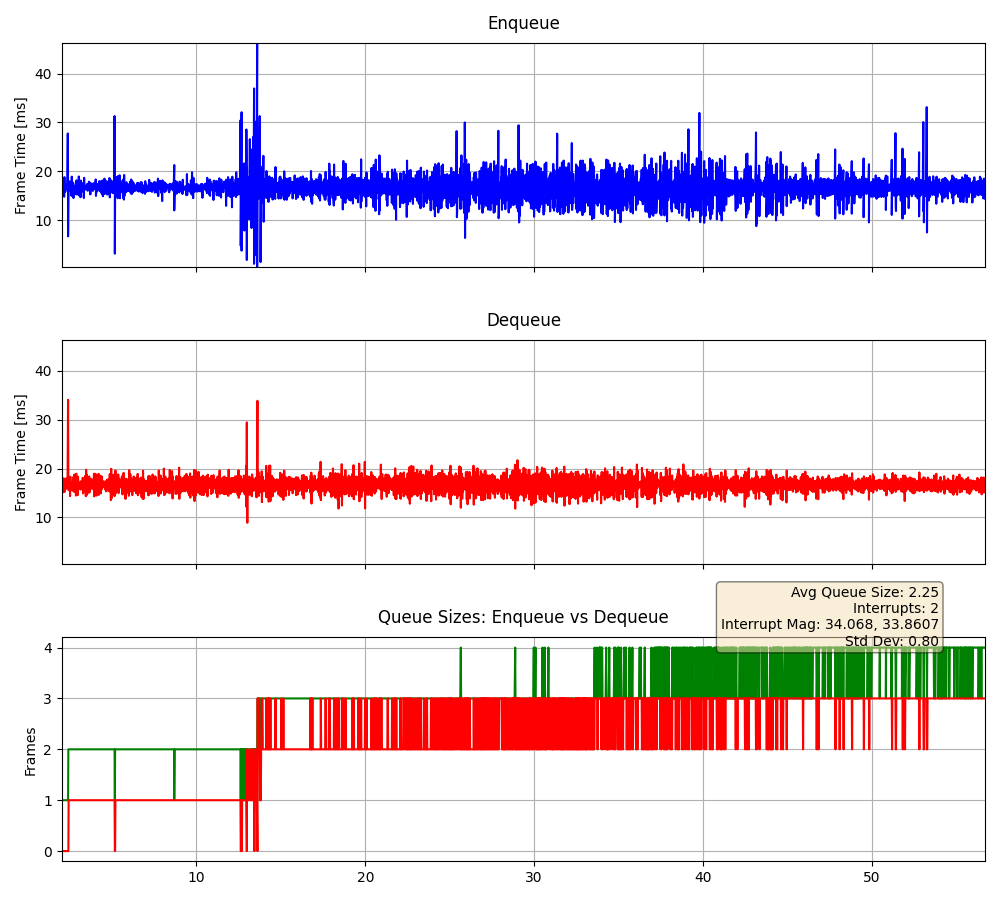 Enqueue
Frame Time [ms]
40
30
20
10
Dequeue
Frame Time [ms]
40
30
20
10
Avg Queue Size: 2.25
Interrupts: 2
Interrupt Mag: 34.068, 33.8607
Std Dev: 0.80
Queue Sizes: Enqueue vs Dequeue
Frames
4
3
2
1
0
10 20 30 40 50